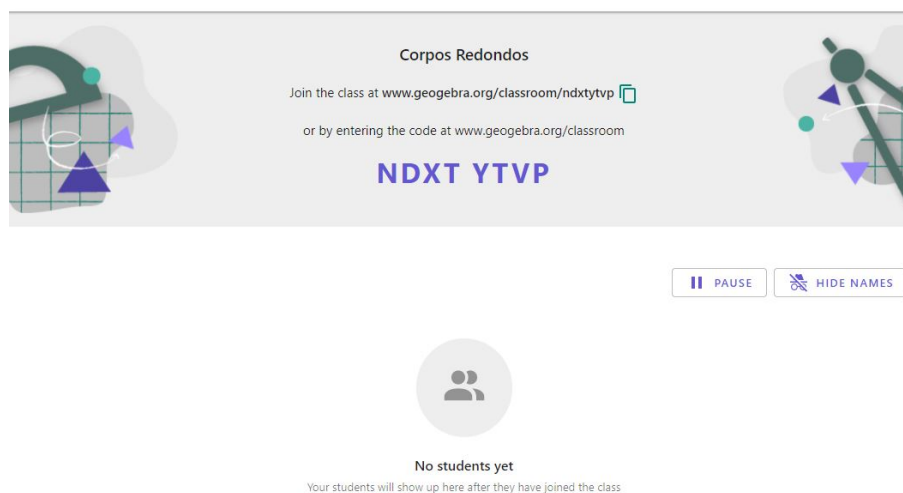 Corpos Redondos
Join the class at www.geogebra.org/classroom/ndxtytvp
or by entering the code at www.geogebra.org/classroom
NDXT YTVP
PAUSE
HIDE NAMES
No students yet
Your students will show up here after they have joined the class